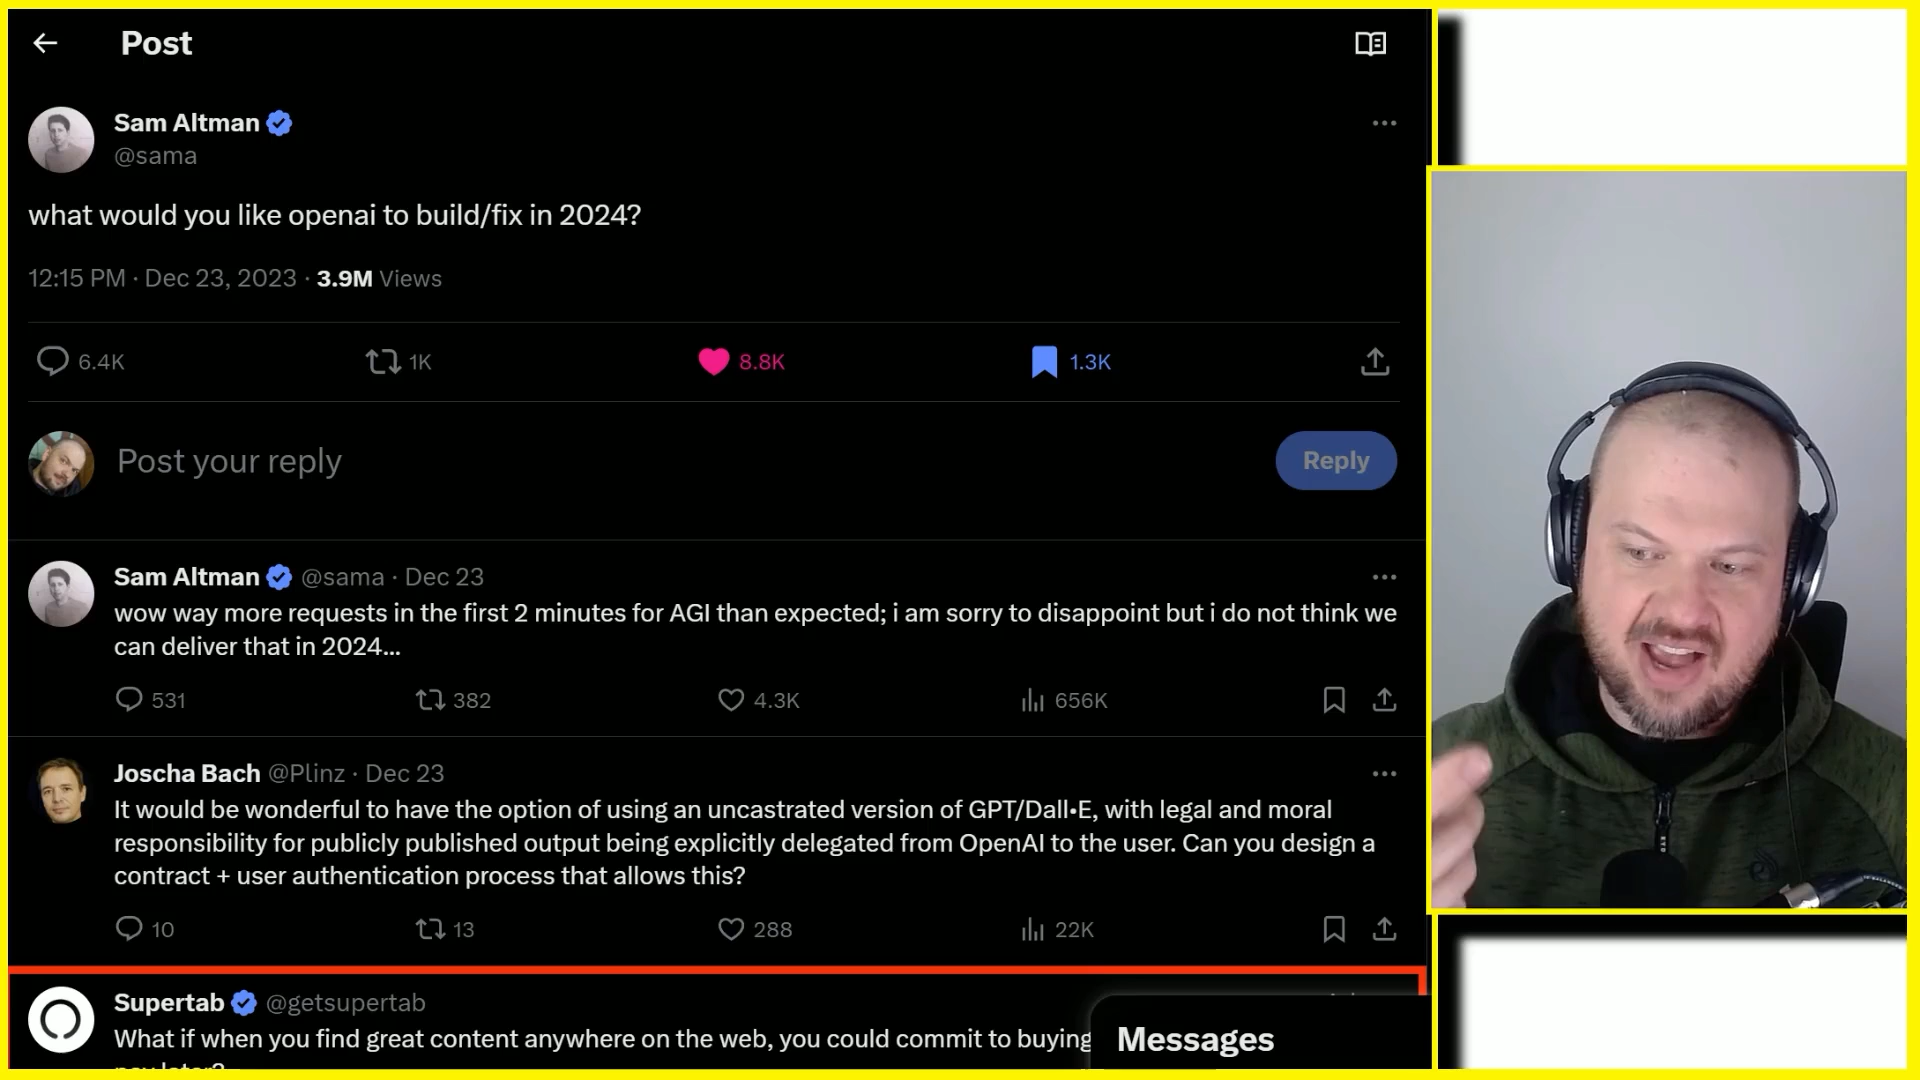 Post
Sam Altman
@sama
what would you like openai to build/fix in 2024?
12:15 PM · Dec 23, 2023 · 3.9M Views
6.4K 1K 8.8K 1.3K
Post your reply
Reply
Sam Altman @sama · Dec 23
wow way more requests in the first 2 minutes for AGI than expected; i am sorry to disappoint but i do not think we
can deliver that in 2024...
531 382 4.3K 656K
Joscha Bach @Plinz · Dec 23
It would be wonderful to have the option of using an uncastrated version of GPT/Dall•E, with legal and moral
responsibility for publicly published output being explicitly delegated from OpenAI to the user. Can you design a
contract + user authentication process that allows this?
10 13 288 22K
Supertab @getsupertab
What if when you find great content anywhere on the web, you could commit to buying
Messages